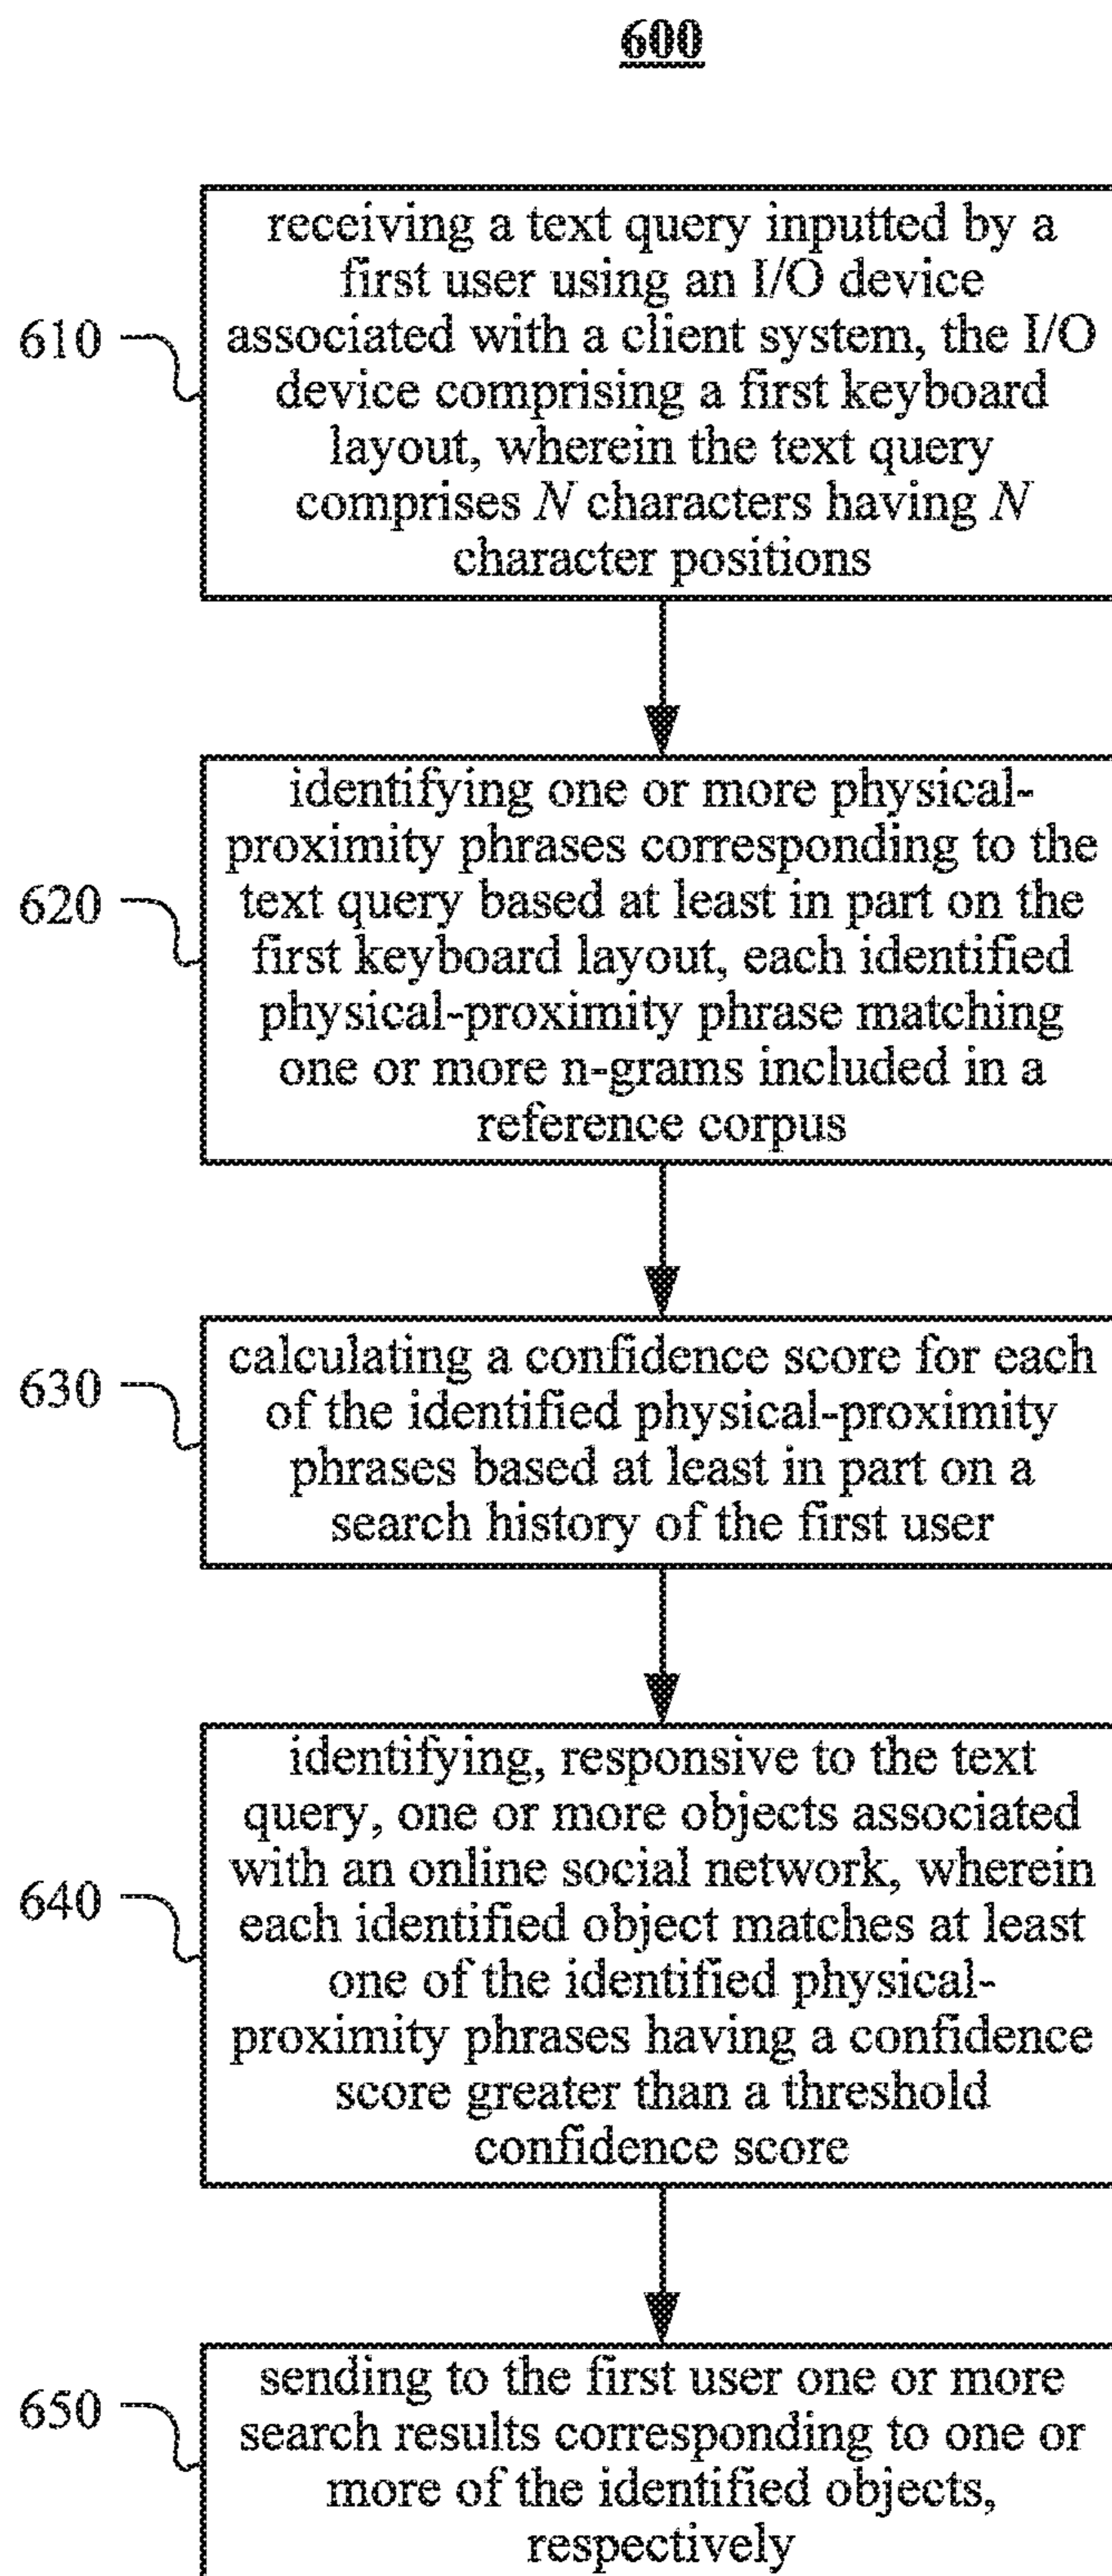 600
610
receiving a text query inputted by a
first user using an I/O device
associated with a client system, the I/O
device comprising a first keyboard
layout, wherein the text query
comprises N characters having N
character positions
620
identifying one or more physical-
proximity phrases corresponding to the
text query based at least in part on the
first keyboard layout, each identified
physical-proximity phrase matching
one or more n-grams included in a
reference corpus
630
calculating a confidence score for each
of the identified physical-proximity
phrases based at least in part on a
search history of the first user
640
identifying, responsive to the text
query, one or more objects associated
with an online social network, wherein
each identified object matches at least
one of the identified physical-
proximity phrases having a confidence
score greater than a threshold
confidence score
650
sending to the first user one or more
search results corresponding to one or
more of the identified objects,
respectively